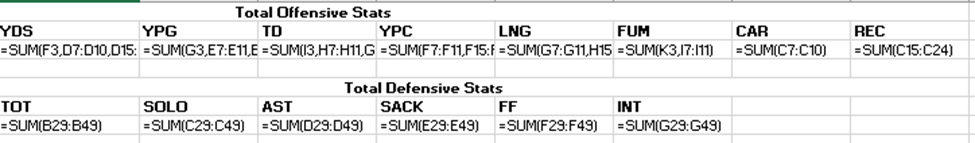 Total Offensive Stats
YDS YPG TD YPC LNG FUM CAR REC
=SUM(F3,D7:D10,D15: =SUM(G3,E7:E11,E =SUM(I3,H7:H11,G =SUM(F7:F11,F15:F =SUM(G7:G11,H15 =SUM(K3,I7:I11) =SUM(C7:C10) =SUM(C15:C24)
Total Defensive Stats
TOT SOLO AST SACK FF INT
=SUM(B29:B49) =SUM(C29:C49) =SUM(D29:D49) =SUM(E29:E49) =SUM(F29:F49) =SUM(G29:G49)